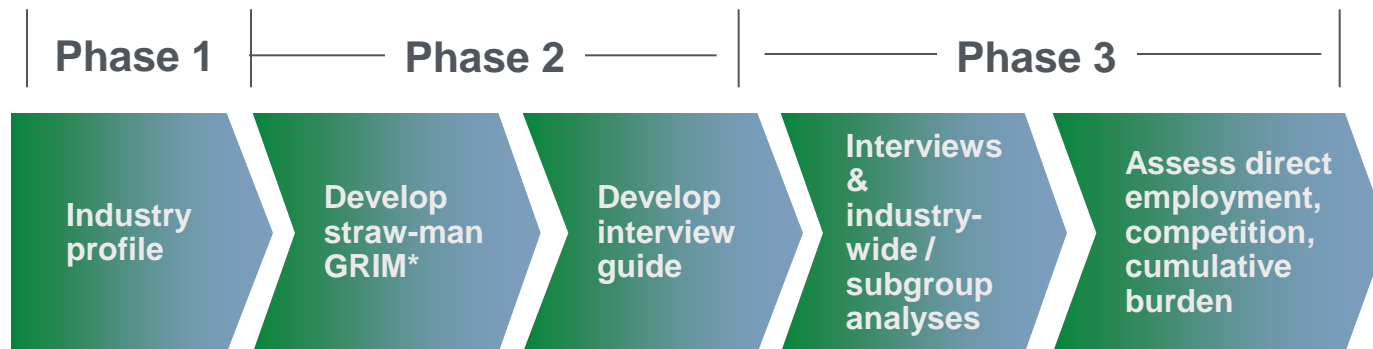 Phase 1
Phase 2
Phase 3
Industry
profile
Develop
straw-man
GRIM*
Develop
interview
guide
Interviews
&
industry-
wide /
subgroup
analyses
Assess direct
employment,
competition,
cumulative
burden